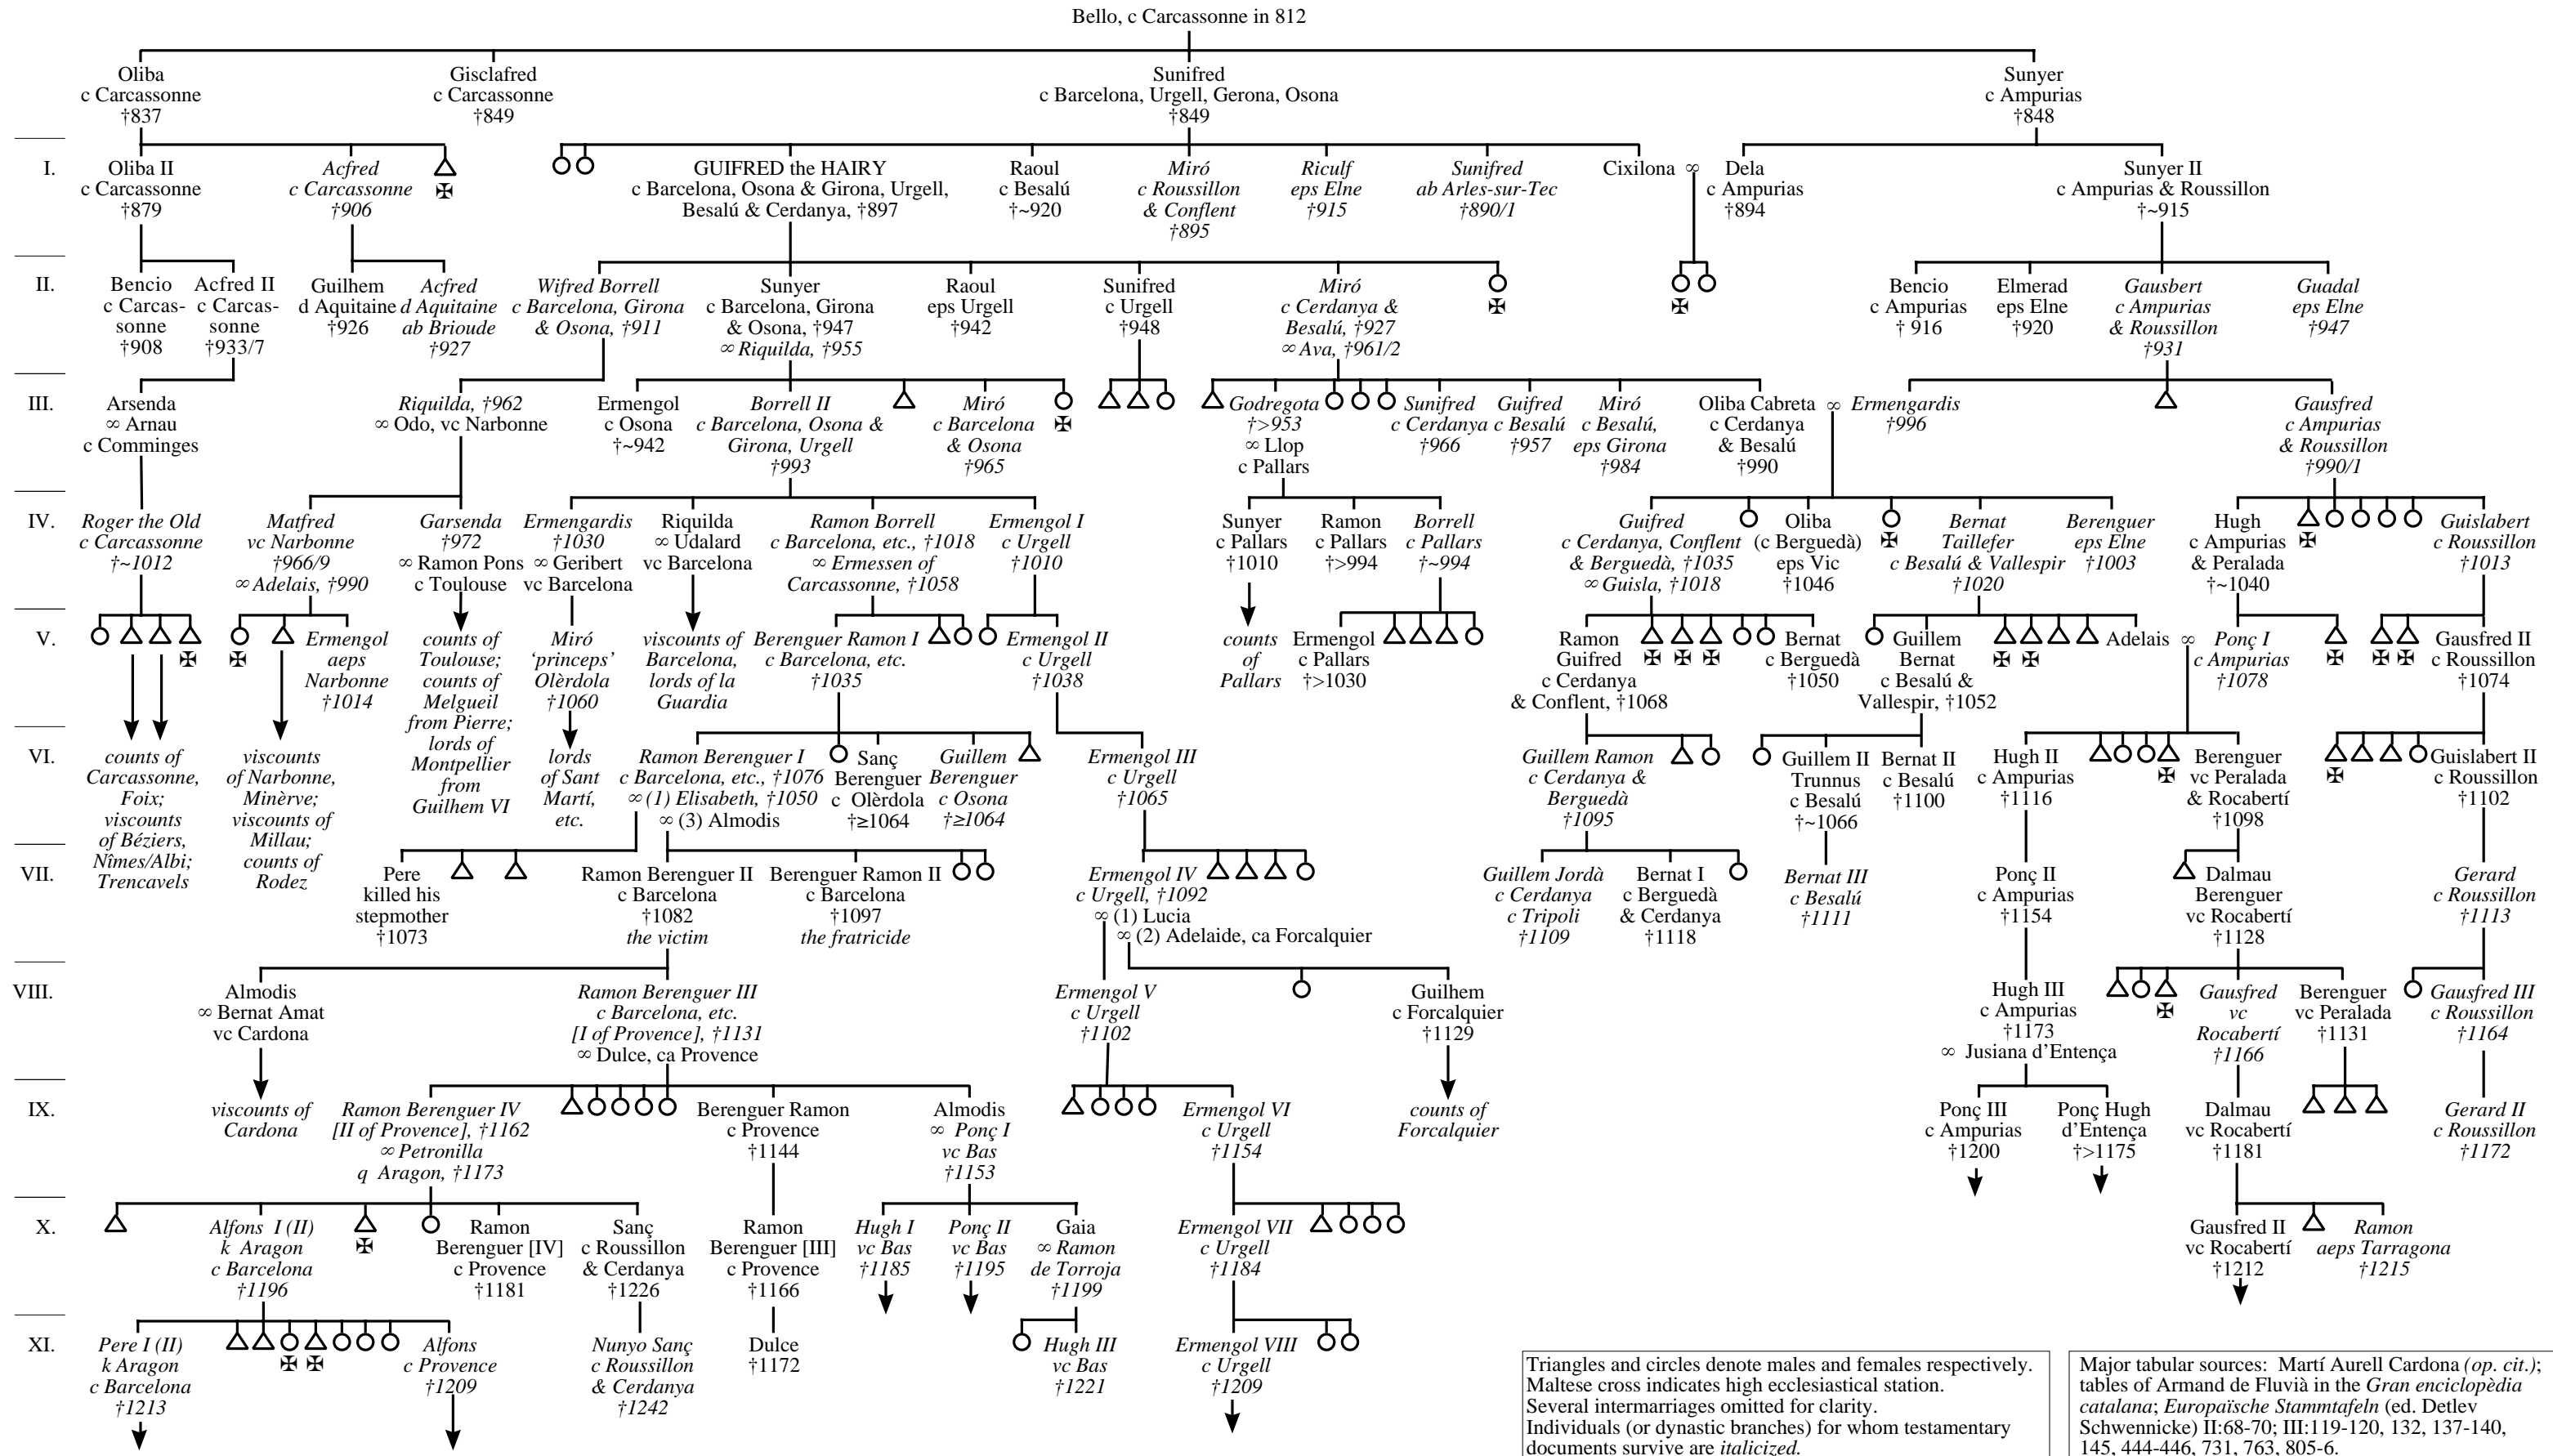 Bello, c Carcassonne in 812
Oliba
c Carcassonne
†837
Gisclafred
c Carcassonne
†849
Sunifred
c Barcelona, Urgell, Gerona, Osona
†849
Sunyer
c Ampurias
†848
I.
Oliba II
c Carcassonne
†879
Acfred
c Carcassonne
†906
✠
GUIFRED the HAIRY
c Barcelona, Osona & Girona, Urgell,
Besalú & Cerdanya, †897
Raoul
c Besalú
†~920
Miró
c Roussillon
& Conflent
†895
Riculf
eps Elne
†915
Sunifred
ab Arles-sur-Tec
†890/1
Cixilona ∞
Dela
c Ampurias
†894
Sunyer II
c Ampurias & Roussillon
†~915
II.
Bencio
c Carcas-
sonne
†908
Acfred II
c Carcas-
sonne
†933/7
Guilhem
d Aquitaine
†926
Acfred
d Aquitaine
ab Brioude
†927
Wifred Borrell
c Barcelona, Girona
& Osona, †911
Sunyer
c Barcelona, Girona
& Osona, †947
∞ Riquilda, †955
Raoul
eps Urgell
†942
Sunifred
c Urgell
†948
Miró
c Cerdanya &
Besalú, †927
∞ Ava, †961/2
✠
✠
Bencio
c Ampurias
† 916
Elmerad
eps Elne
†920
Gausbert
c Ampurias
& Roussillon
†931
Guadal
eps Elne
†947
III.
Arsenda
∞ Arnau
c Comminges
Riquilda, †962
∞ Odo, vc Narbonne
Ermengol
c Osona
†~942
Borrell II
c Barcelona, Osona &
Girona, Urgell
†993
Miró
c Barcelona
& Osona
†965
✠
Godregota
†>953
∞ Llop
c Pallars
Sunifred
c Cerdanya
†966
Guifred
c Besalú
†957
Miró
c Besalú,
eps Girona
†984
Oliba Cabreta
c Cerdanya
& Besalú
†990
∞ Ermengardis
†996
Gausfred
c Ampurias
& Roussillon
†990/1
IV.
Roger the Old
c Carcassonne
†~1012
Matfred
vc Narbonne
†966/9
∞ Adelais, †990
Garsenda
†972
∞ Ramon Pons
c Toulouse
Ermengardis
†1030
∞ Geribert
vc Barcelona
Riquilda
∞ Udalard
vc Barcelona
Ramon Borrell
c Barcelona, etc., †1018
∞ Ermessen of
Carcassonne, †1058
Ermengol I
c Urgell
†1010
Sunyer
c Pallars
†1010
Ramon
c Pallars
†>994
Borrell
c Pallars
†~994
Guifred
c Cerdanya, Conflent
& Berguedà, †1035
∞ Guisla, †1018
Oliba
(c Berguedà)
eps Vic
†1046
✠
Bernat
Taillefer
c Besalú & Vallespir
†1020
Berenguer
eps Elne
†1003
Hugh
c Ampurias
& Peralada
†~1040
✠
Guislabert
c Roussillon
†1013
V.
✠
✠
Ermengol
aeps
Narbonne
†1014
counts of
Toulouse;
counts of
Melgueil
from Pierre;
lords of
Montpellier
from
Guilhem VI
Miró
‘princeps’
Olèrdola
†1060
viscounts of
Barcelona,
lords of la
Guardia
Berenguer Ramon I
c Barcelona, etc.
†1035
Ermengol II
c Urgell
†1038
counts
of
Pallars
Ermengol
c Pallars
†>1030
Ramon
Guifred
c Cerdanya
& Conflent, †1068
✠ ✠ ✠
Bernat
c Berguedà
†1050
Guillem
Bernat
c Besalú &
Vallespir, †1052
✠ ✠
Adelais ∞
Ponç I
c Ampurias
†1078
✠
✠ ✠
Gausfred II
c Roussillon
†1074
VI.
counts of
Carcassonne,
Foix;
viscounts
of Béziers,
Nîmes/Albi;
Trencavels
viscounts
of Narbonne,
Minèrve;
viscounts of
Millau;
counts of
Rodez
lords
of Sant
Martí,
etc.
Ramon Berenguer I
c Barcelona, etc., †1076
∞ (1) Elisabeth, †1050
∞ (3) Almodis
Sanç
Berenguer
c Olèrdola
†≥1064
Guillem
Berenguer
c Osona
†≥1064
Ermengol III
c Urgell
†1065
Guillem Ramon
c Cerdanya &
Berguedà
†1095
Guillem II
Trunnus
c Besalú
†~1066
Bernat II
c Besalú
†1100
Hugh II
c Ampurias
†1116
✠
Berenguer
vc Peralada
& Rocabertí
†1098
✠
Guislabert II
c Roussillon
†1102
VII.
Pere
killed his
stepmother
†1073
Ramon Berenguer II
c Barcelona
†1082
the victim
Berenguer Ramon II
c Barcelona
†1097
the fratricide
Ermengol IV
c Urgell, †1092
∞ (1) Lucia
∞ (2) Adelaide, ca Forcalquier
Guillem Jordà
c Cerdanya
c Tripoli
†1109
Bernat I
c Berguedà
& Cerdanya
†1118
Bernat III
c Besalú
†1111
Ponç II
c Ampurias
†1154
Dalmau
Berenguer
vc Rocabertí
†1128
Gerard
c Roussillon
†1113
VIII.
Almodis
∞ Bernat Amat
vc Cardona
Ramon Berenguer III
c Barcelona, etc.
[I of Provence], †1131
∞ Dulce, ca Provence
Ermengol V
c Urgell
†1102
Guilhem
c Forcalquier
†1129
Hugh III
c Ampurias
†1173
∞ Jusiana d’Entença
✠
Gausfred
vc
Rocabertí
†1166
Berenguer
vc Peralada
†1131
Gausfred III
c Roussillon
†1164
IX.
viscounts of
Cardona
Ramon Berenguer IV
[II of Provence], †1162
∞ Petronilla
q Aragon, †1173
Berenguer Ramon
c Provence
†1144
Almodis
∞ Ponç I
vc Bas
†1153
Ermengol VI
c Urgell
†1154
counts of
Forcalquier
Ponç III
c Ampurias
†1200
Ponç Hugh
d’Entença
†>1175
Dalmau
vc Rocabertí
†1181
Gerard II
c Roussillon
†1172
X.
Alfons I (II)
k Aragon
c Barcelona
†1196
✠
Ramon
Berenguer [IV]
c Provence
†1181
Sanç
c Roussillon
& Cerdanya
†1226
Ramon
Berenguer [III]
c Provence
†1166
Hugh I
vc Bas
†1185
Ponç II
vc Bas
†1195
Gaia
∞ Ramon
de Torroja
†1199
Ermengol VII
c Urgell
†1184
Gausfred II
vc Rocabertí
†1212
Ramon
aeps Tarragona
†1215
XI.
Pere I (II)
k Aragon
c Barcelona
†1213
✠ ✠
Alfons
c Provence
†1209
Nunyo Sanç
c Roussillon
& Cerdanya
†1242
Dulce
†1172
Hugh III
vc Bas
†1221
Ermengol VIII
c Urgell
†1209
Triangles and circles denote males and females respectively.
Maltese cross indicates high ecclesiastical station.
Several intermarriages omitted for clarity.
Individuals (or dynastic branches) for whom testamentary
documents survive are italicized.
Major tabular sources: Martí Aurell Cardona (op. cit.);
tables of Armand de Fluvià in the Gran enciclopèdia
catalana; Europaïsche Stammtafeln (ed. Detlev
Schwennicke) II:68-70; III:119-120, 132, 137-140,
145, 444-446, 731, 763, 805-6.